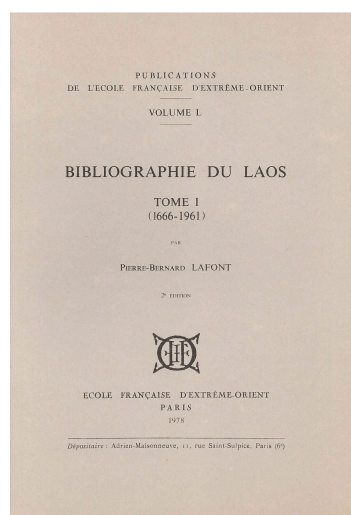 PUBLICATIONS
DE L'ECOLE FRANÇAISE D'EXTRÊME-ORIENT
VOLUME L
BIBLIOGRAPHIE DU LAOS
TOME I
(1666-1961)
PAR
PIERRE-BERNARD LAFONT
2e ÉDITION
ECOLE FRANÇAISE D'EXTRÊME-ORIENT
PARIS
1978
Dépositaire : Adrien-Maisonneuve, 11, rue Saint-Sulpice, Paris (6e)